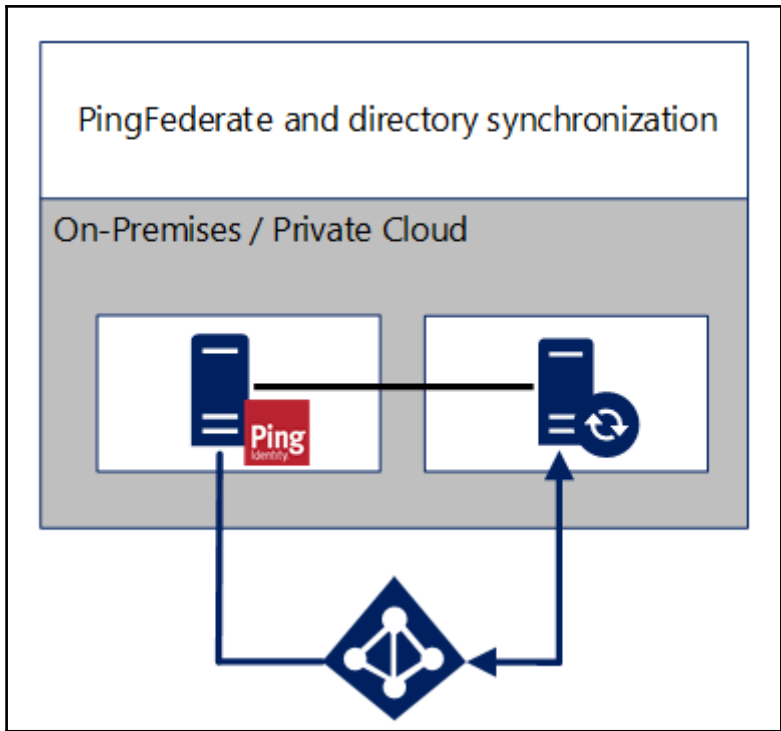 PingFederate and directory synchronization
On-Premises / Private Cloud
Ping
Identity.